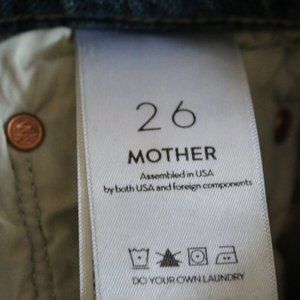 26
MOTHER
Assembled in USA
by both USA and foreign components
DO YOUR OWN LAUNDRY